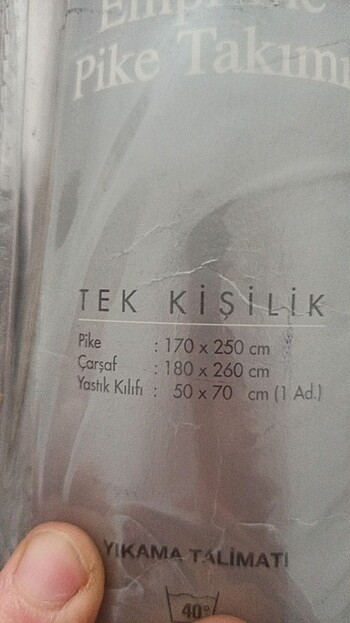 Pike Takımı
TEK KİŞİLİK
Pike : 170 x 250 cm
Çarşaf : 180 x 260 cm
Yastık Kılıfı : 50 x 70 cm (1 Ad.)
YIKAMA TALİMATI
40°